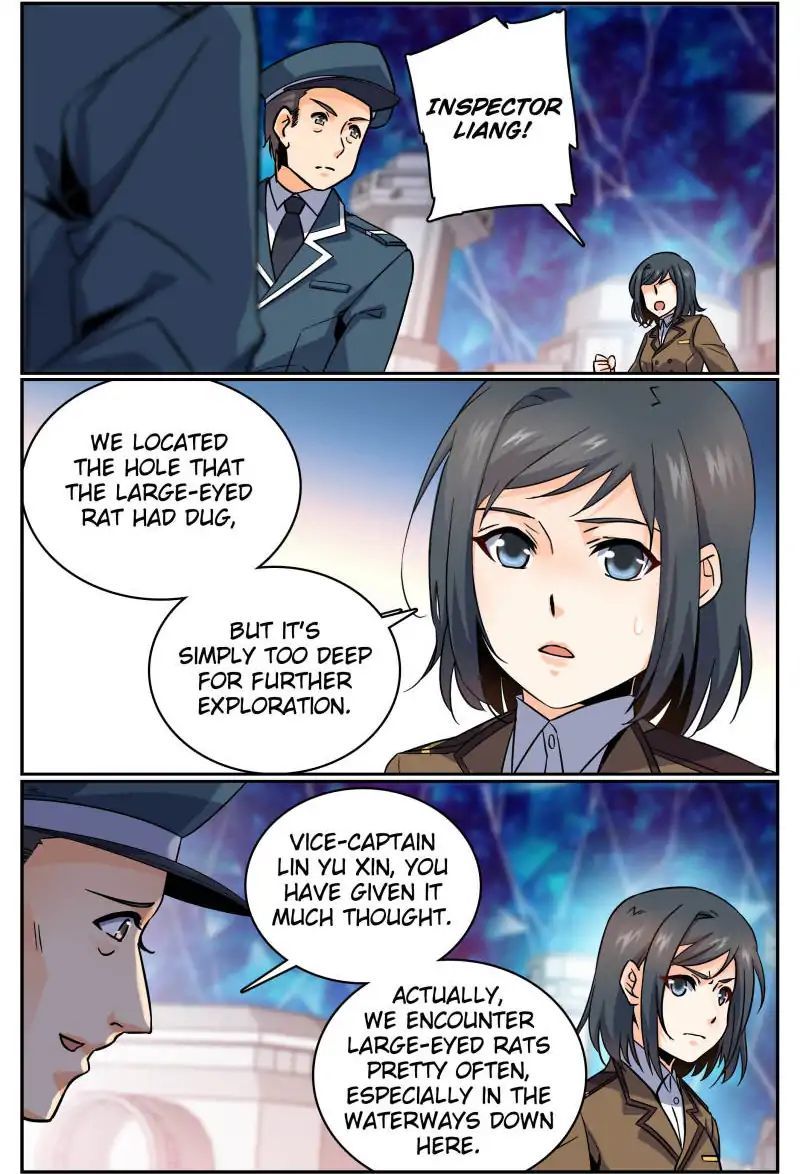 INSPECTOR
LIANG!
WE LOCATED
THE HOLE THAT
THE LARGE-EYED
RAT HAD DUG,
BUT IT'S
SIMPLY TOO DEEP
FOR FURTHER
EXPLORATION.
VICE-CAPTAIN
LIN YU XIN, YOU
HAVE GIVEN IT
MUCH THOUGHT.
ACTUALLY,
WE ENCOUNTER
LARGE-EYED RATS
PRETTY OFTEN,
ESPECIALLY IN THE
WATERWAYS DOWN
HERE.